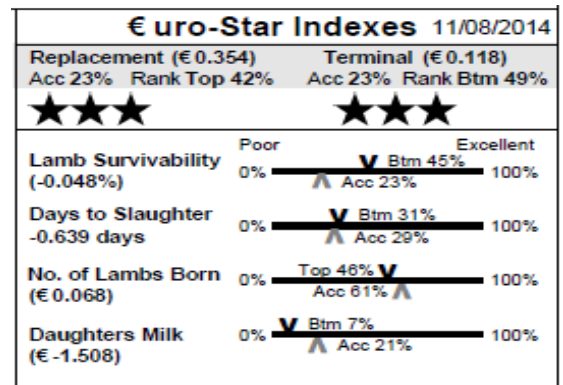 € uro-Star Indexes 11/08/2014
Replacement (€ 0.354) Terminal (€ 0.118)
Acc 23% Rank Top 42% Acc 23% Rank Btm 49%
Poor Excellent
Lamb Survivability 0% Btm 45% 100%
(-0.048%) Acc 23%
Days to Slaughter 0% Btm 31% 100%
-0.639 days Acc 29%
No. of Lambs Born 0% Top 46% 100%
(€ 0.068) Acc 61%
Daughters Milk 0% Btm 7% 100%
(€ -1.508) Acc 21%